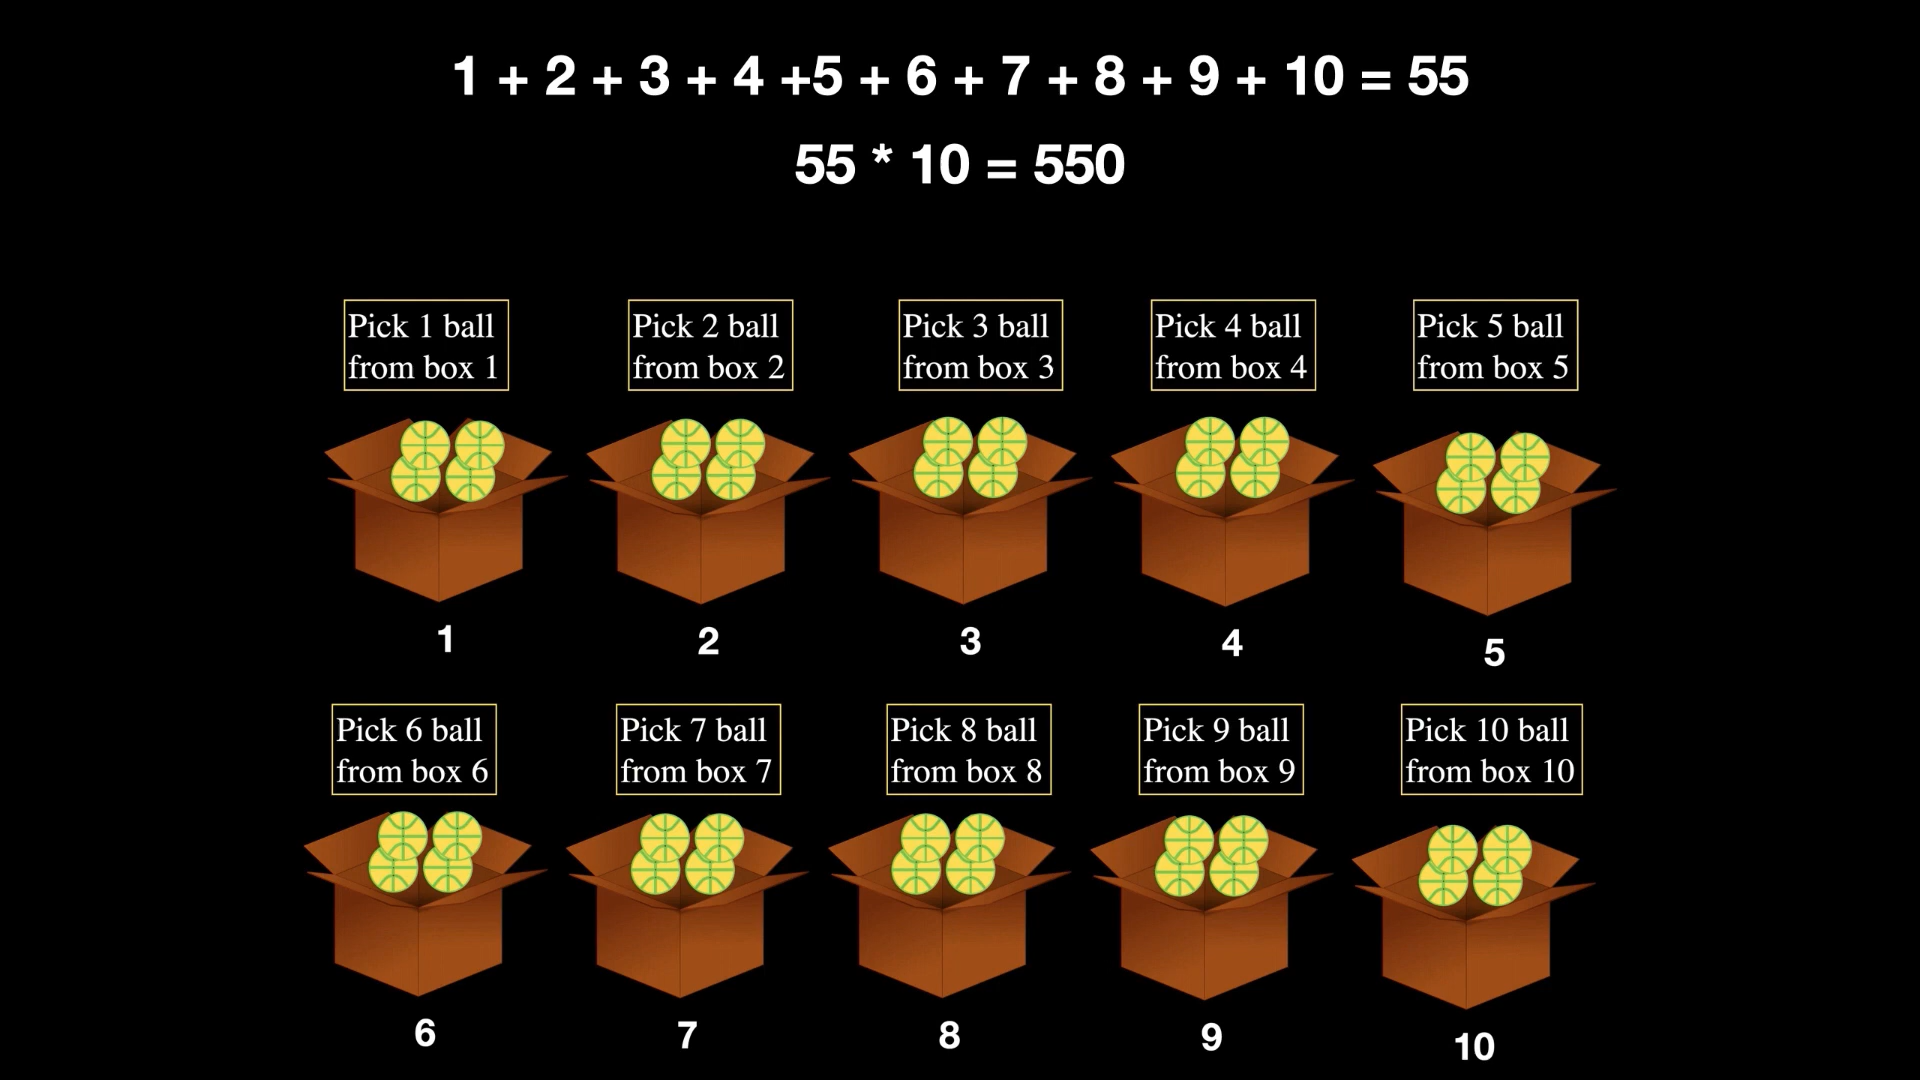 1 + 2 + 3 + 4 +5 + 6 + 7 + 8 + 9 + 10 = 55
55 * 10 = 550
Pick 1 ball
from box 1
Pick 2 ball
from box 2
Pick 3 ball
from box 3
Pick 4 ball
from box 4
Pick 5 ball
from box 5
1
2
3
4
5
Pick 6 ball
from box 6
Pick 7 ball
from box 7
Pick 8 ball
from box 8
Pick 9 ball
from box 9
Pick 10 ball
from box 10
6
7
8
9
10